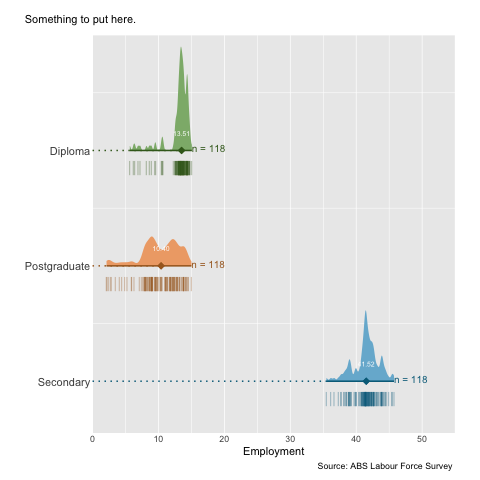 Something to put here.
13.51
Diploma
n = 118
Postgraduate
n = 118
Secondary
n = 118
0 10 20 30 40 50
Employment
Source: ABS Labour Force Survey